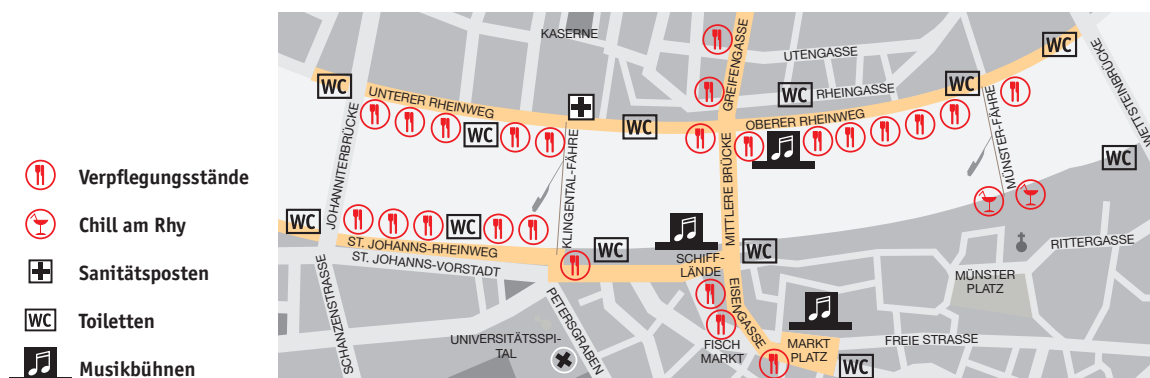 Verpflegungsstände
Chill am Rhy
Sanitätsposten
WC Toiletten
Musikbühnen
KASERNE
GREIFENGASSE
UTENGASSE
WC
WETTSTEINBRÜCKE
WC
UNTERER RHEINWEG
WC
RHEINGASSE
WC
WC
WC
OBERER RHEINWEG
JOHANNITERBRÜCKE
KLINGENTAL-FÄHRE
MITTLERE BRÜCKE
MÜNSTER-FÄHRE
WC
WC
WC
ST. JOHANNS-RHEINWEG
ST. JOHANNS-VORSTADT
WC
SCHIFF-
LÄNDE
WC
RITTERGASSE
SCHANZENSTRASSE
PETERSGRABEN
EISENGASSE
MÜNSTER
PLATZ
UNIVERSITÄTSSPI-
TAL
FISCH
MARKT
MARKT
PLATZ
FREIE STRASSE
WC